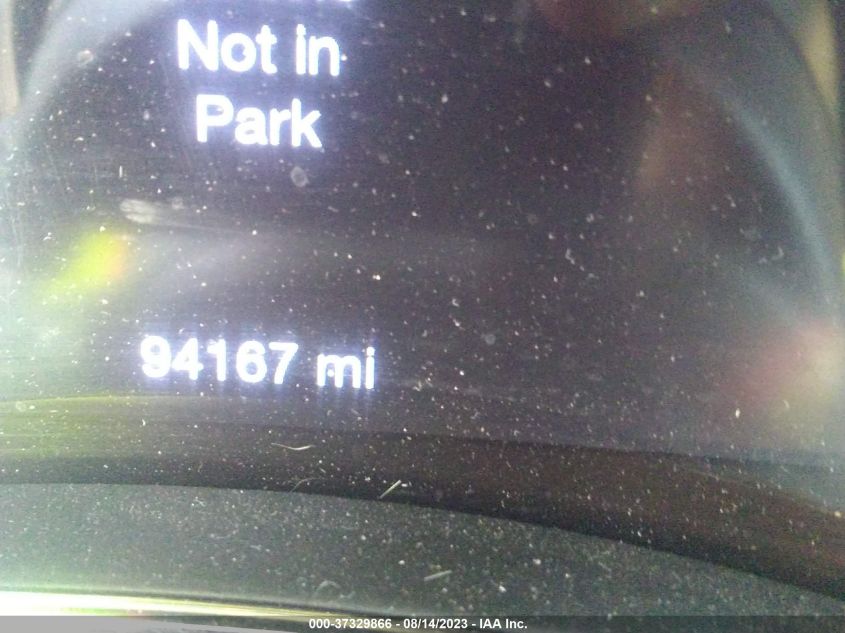 Not in
Park
94167 mi
000-37329866 - 08/14/2023 - IAA Inc.